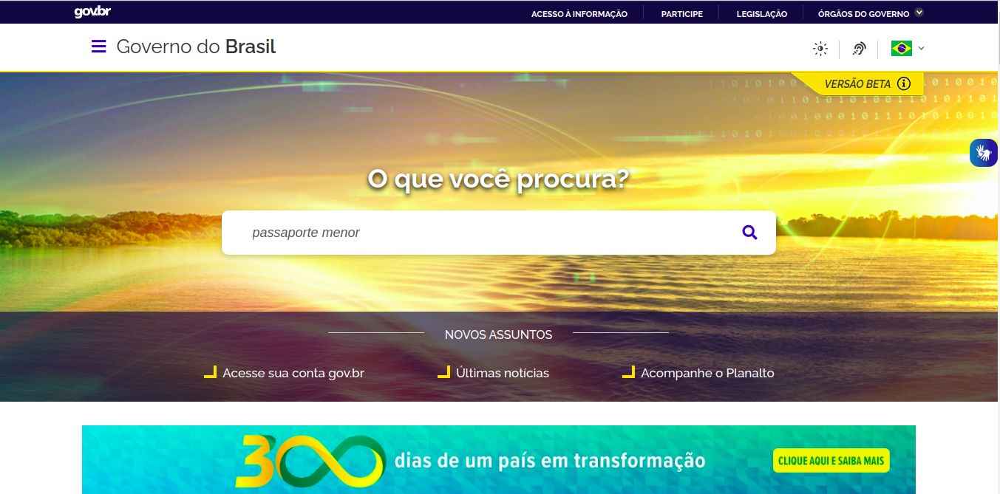 gov.br
ACESSO À INFORMAÇÃO
PARTICIPE
LEGISLAÇÃO
ÓRGÃOS DO GOVERNO
Governo do Brasil
VERSÃO BETA
O que você procura?
passaporte menor
NOVOS ASSUNTOS
Acesse sua conta gov.br
Últimas notícias
Acompanhe o Planalto
300 dias de um país em transformação
CLIQUE AQUI E SAIBA MAIS